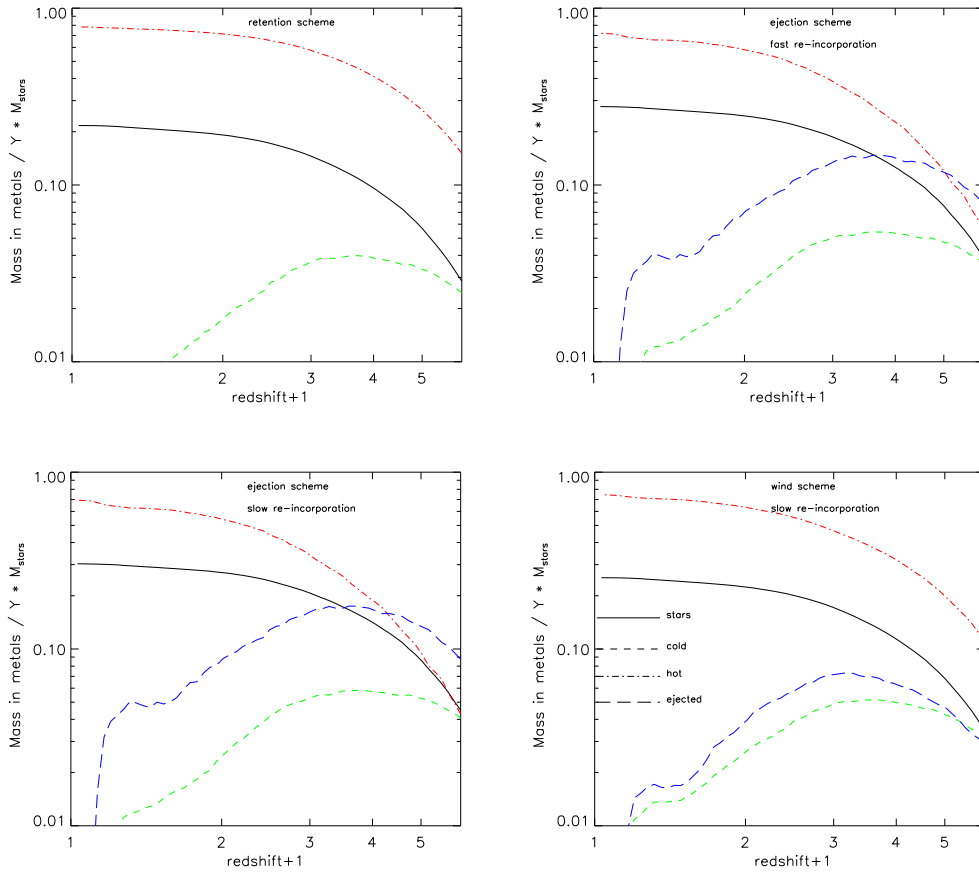 retention scheme
1.00
0.10
0.01
Mass in metals / Y * Mstars
1 2 3 4 5
redshift+1
ejection scheme
fast re-incorporation
1.00
0.10
0.01
Mass in metals / Y * Mstars
1 2 3 4 5
redshift+1
ejection scheme
slow re-incorporation
1.00
0.10
0.01
Mass in metals / Y * Mstars
1 2 3 4 5
redshift+1
wind scheme
slow re-incorporation
1.00
0.10
0.01
Mass in metals / Y * Mstars
stars
cold
hot
ejected
1 2 3 4 5
redshift+1